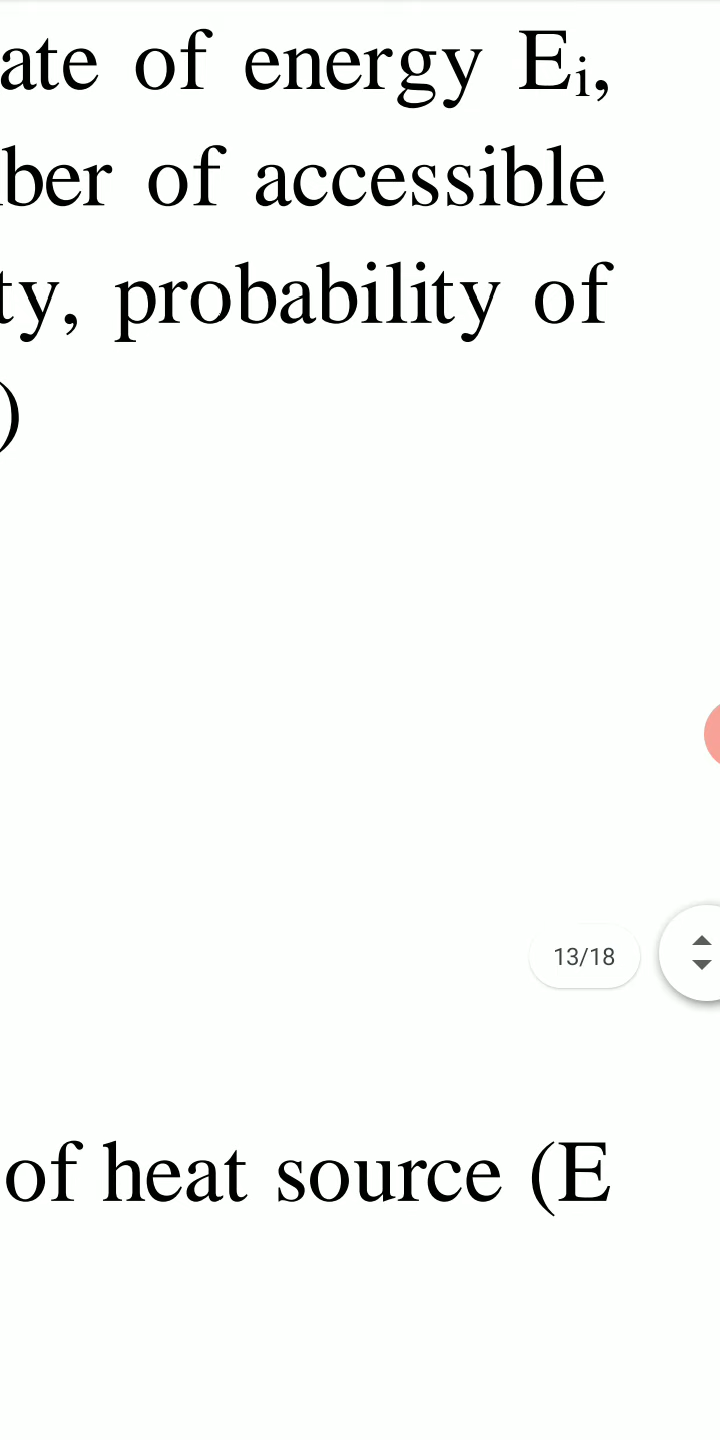 ate of energy Ei,
ber of accessible
ty, probability of
)
13/18
of heat source (E